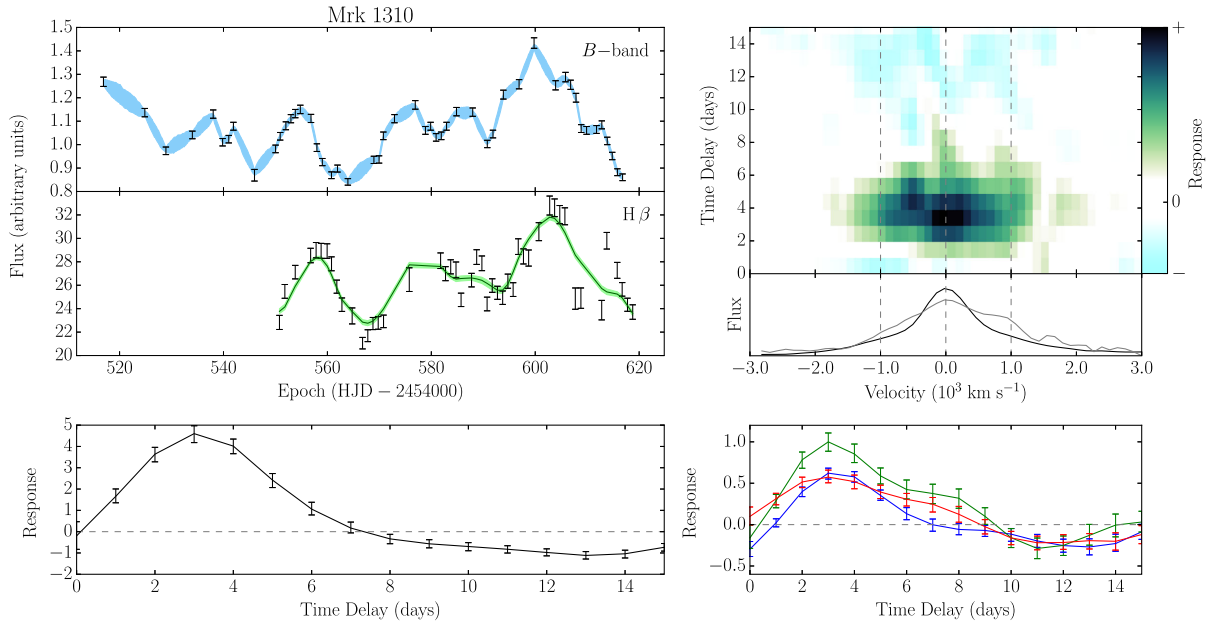 Mrk 1310
B−band
1.5
1.4
1.3
1.2
1.1
1.0
0.9
0.8
Hβ
32
30
28
26
24
22
20
Flux (arbitrary units)
520 540 560 580 600 620
Epoch (HJD − 2454000)
14
12
10
8
6
4
2
0
Time Delay (days)
+
0
−
Response
Flux
−3.0 −2.0 −1.0 0.0 1.0 2.0 3.0
Velocity (10³ km s⁻¹)
5
4
3
2
1
0
−1
−2
Response
0 2 4 6 8 10 12 14
Time Delay (days)
1.0
0.5
0.0
−0.5
Response
0 2 4 6 8 10 12 14
Time Delay (days)